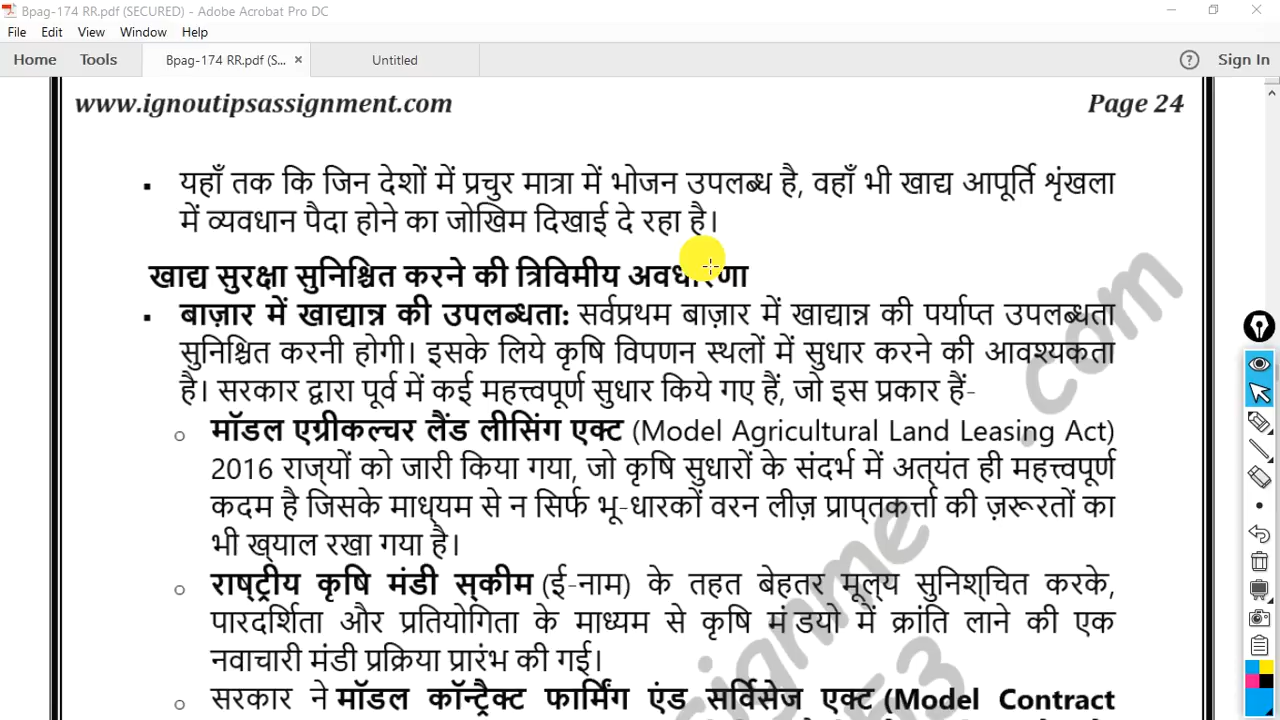 Bpag-174 RR.pdf (SECURED) - Adobe Acrobat Pro DC
File Edit View Window Help
Home Tools Bpag-174 RR.pdf (S... × Untitled Sign In
www.ignoutipsassignment.com Page 24
▪ यहाँ तक कि जिन देशों में प्रचुर मात्रा में भोजन उपलब्ध है, वहाँ भी खाद्य आपूर्ति शृंखला
में व्यवधान पैदा होने का जोखिम दिखाई दे रहा है।
खाद्य सुरक्षा सुनिश्चित करने की त्रिविमीय अवधारणा
▪ बाज़ार में खाद्यान्न की उपलब्धता: सर्वप्रथम बाज़ार में खाद्यान्न की पर्याप्त उपलब्धता
सुनिश्चित करनी होगी। इसके लिये कृषि विपणन स्थलों में सुधार करने की आवश्यकता
है। सरकार द्वारा पूर्व में कई महत्त्वपूर्ण सुधार किये गए हैं, जो इस प्रकार हैं-
o मॉडल एग्रीकल्चर लैंड लीसिंग एक्ट (Model Agricultural Land Leasing Act)
2016 राज्यों को जारी किया गया, जो कृषि सुधारों के संदर्भ में अत्यंत ही महत्त्वपूर्ण
कदम है जिसके माध्यम से न सिर्फ भू-धारकों वरन लीज़ प्राप्तकर्त्ता की ज़रूरतों का
भी ख्याल रखा गया है।
o राष्ट्रीय कृषि मंडी स्कीम (ई-नाम) के तहत बेहतर मूल्य सुनिश्चित करके,
पारदर्शिता और प्रतियोगिता के माध्यम से कृषि मं डयो में क्रांति लाने की एक
नवाचारी मंडी प्रक्रिया प्रारंभ की गई।
o सरकार ने मॉडल कॉन्ट्रैक्ट फार्मिंग एंड सर्विसेज एक्ट (Model Contract